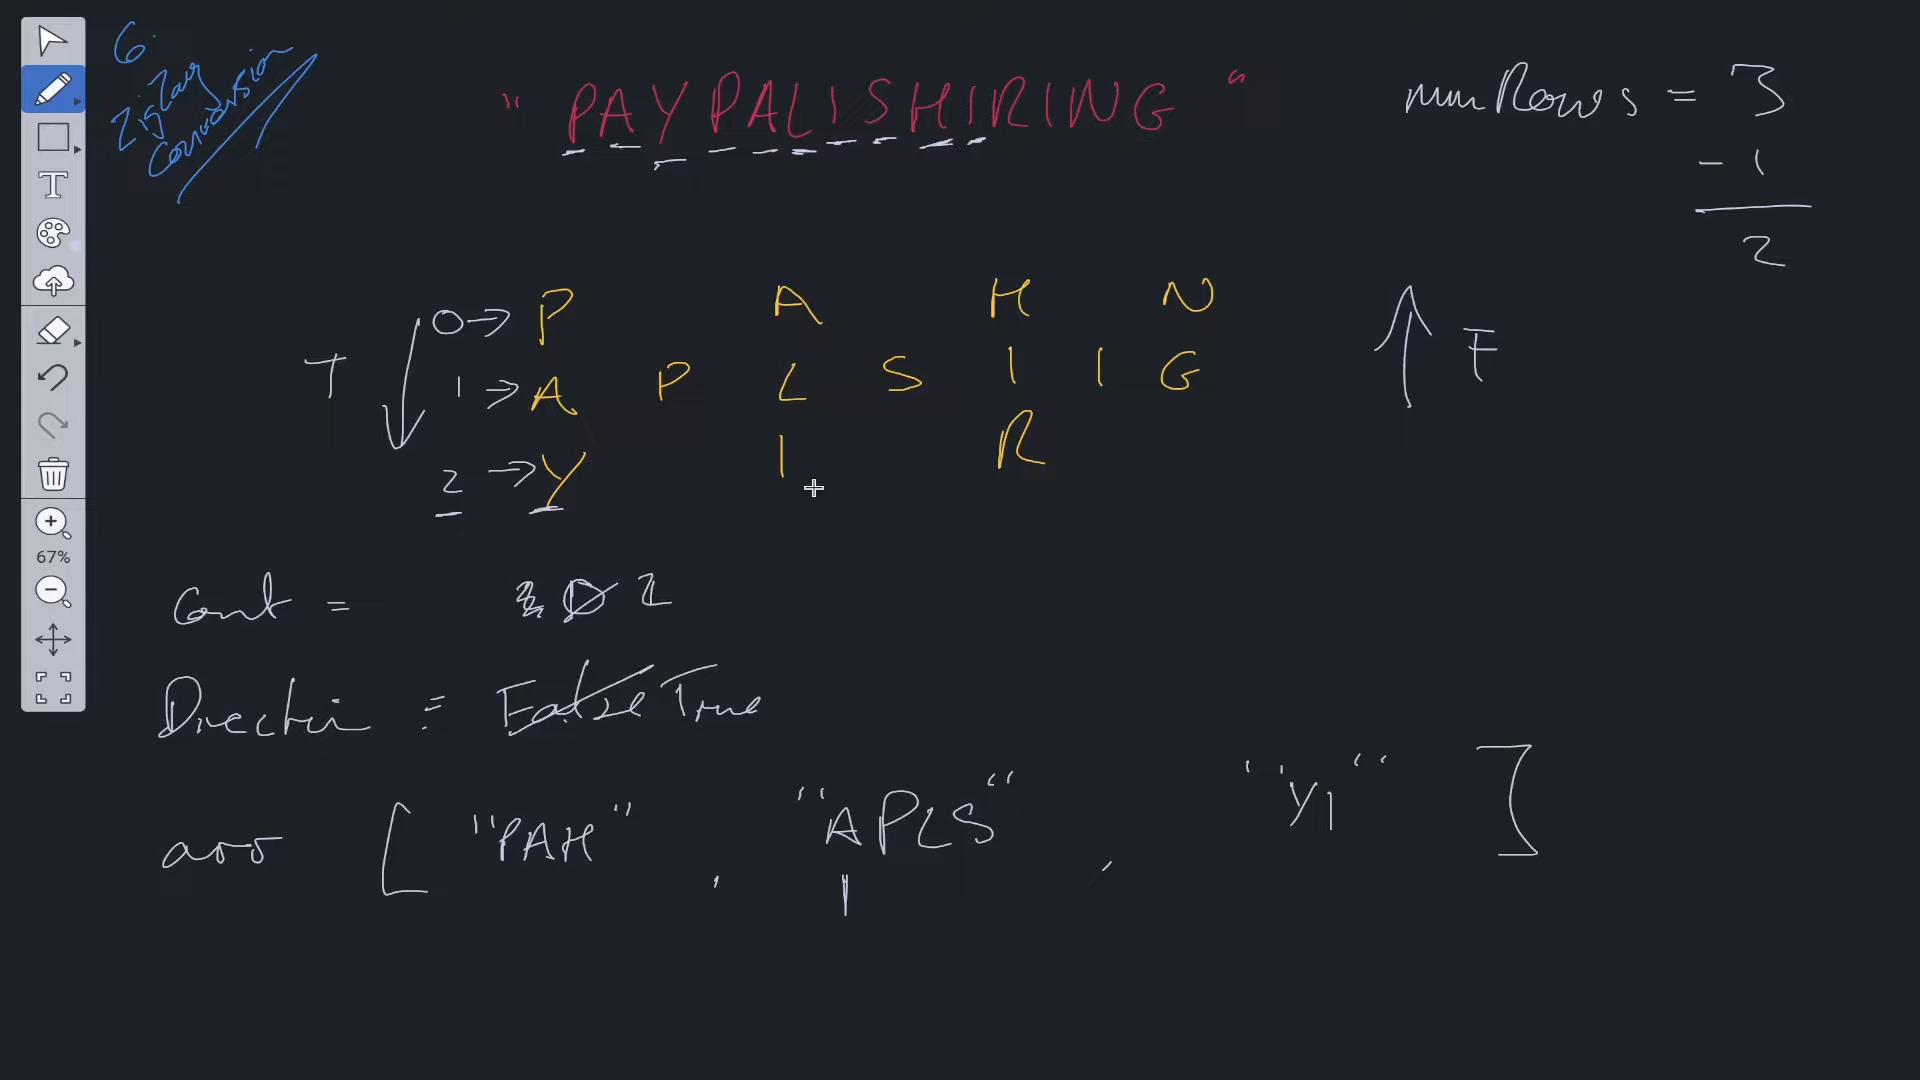 6.
ZigZag
Conversion
"PAYPALISHIRING"
numRows = 3
- 1
2
0 → P A H N
T 1 → A P L S I I G F
2 → Y I R
Count = 2
Direction = False True
arr ["PAH", "APLS", "YI"]
I
67%